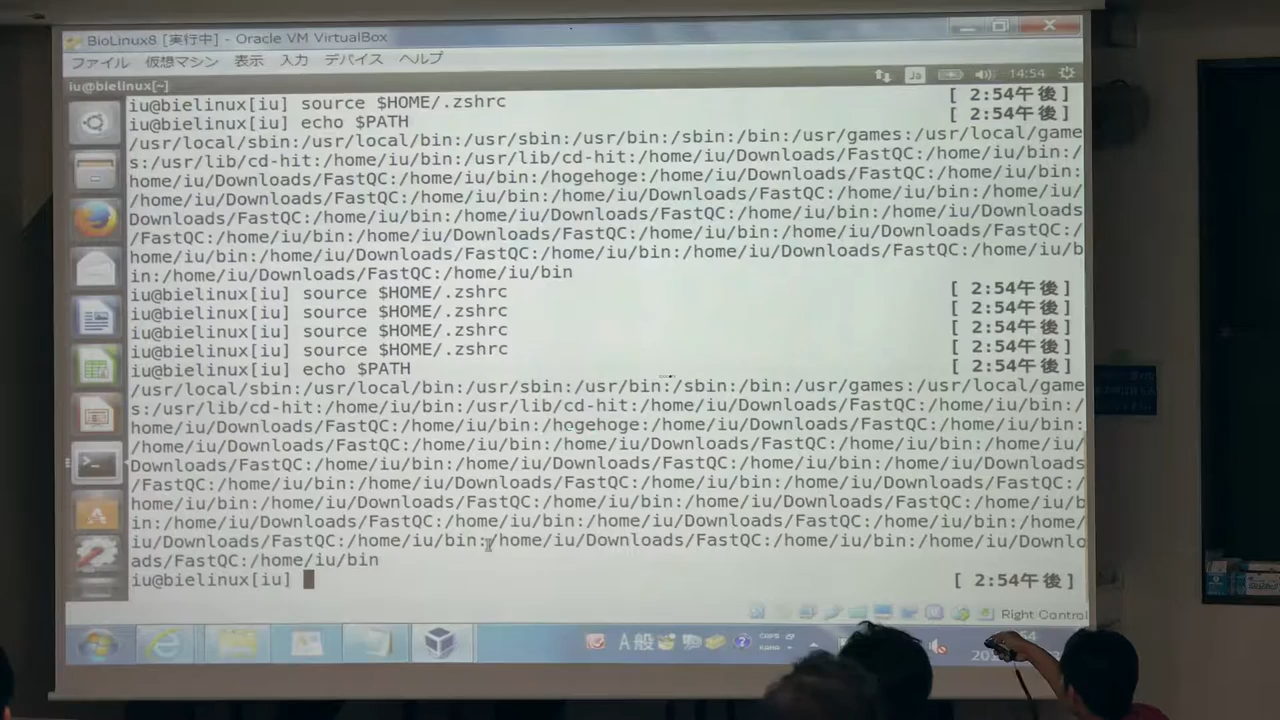 BioLinux8 [実行中] - Oracle VM VirtualBox
ファイル 仮想マシン 表示 入力 デバイス ヘルプ
iu@bielinux[~]
Ja
14:54
iu@bielinux[iu] source $HOME/.zshrc [ 2:54午後]
iu@bielinux[iu] echo $PATH [ 2:54午後]
/usr/local/sbin:/usr/local/bin:/usr/sbin:/usr/bin:/sbin:/bin:/usr/games:/usr/local/game
s:/usr/lib/cd-hit:/home/iu/bin:/usr/lib/cd-hit:/home/iu/Downloads/FastQC:/home/iu/bin:/
home/iu/Downloads/FastQC:/home/iu/bin:/hogehoge:/home/iu/Downloads/FastQC:/home/iu/bin:
/home/iu/Downloads/FastQC:/home/iu/bin:/home/iu/Downloads/FastQC:/home/iu/bin:/home/iu/
Downloads/FastQC:/home/iu/bin:/home/iu/Downloads/FastQC:/home/iu/bin:/home/iu/Downloads
/FastQC:/home/iu/bin:/home/iu/Downloads/FastQC:/home/iu/bin:/home/iu/Downloads/FastQC:/
home/iu/bin:/home/iu/Downloads/FastQC:/home/iu/bin:/home/iu/Downloads/FastQC:/home/iu/b
in:/home/iu/Downloads/FastQC:/home/iu/bin
iu@bielinux[iu] source $HOME/.zshrc [ 2:54午後]
iu@bielinux[iu] source $HOME/.zshrc [ 2:54午後]
iu@bielinux[iu] source $HOME/.zshrc [ 2:54午後]
iu@bielinux[iu] source $HOME/.zshrc [ 2:54午後]
iu@bielinux[iu] echo $PATH [ 2:54午後]
/usr/local/sbin:/usr/local/bin:/usr/sbin:/usr/bin:/sbin:/bin:/usr/games:/usr/local/game
s:/usr/lib/cd-hit:/home/iu/bin:/usr/lib/cd-hit:/home/iu/Downloads/FastQC:/home/iu/bin:/
home/iu/Downloads/FastQC:/home/iu/bin:/hogehoge:/home/iu/Downloads/FastQC:/home/iu/bin:
/home/iu/Downloads/FastQC:/home/iu/bin:/home/iu/Downloads/FastQC:/home/iu/bin:/home/iu/
Downloads/FastQC:/home/iu/bin:/home/iu/Downloads/FastQC:/home/iu/bin:/home/iu/Downloads
/FastQC:/home/iu/bin:/home/iu/Downloads/FastQC:/home/iu/bin:/home/iu/Downloads/FastQC:/
home/iu/bin:/home/iu/Downloads/FastQC:/home/iu/bin:/home/iu/Downloads/FastQC:/home/iu/b
in:/home/iu/Downloads/FastQC:/home/iu/bin:/home/iu/Downloads/FastQC:/home/iu/bin:/home/
iu/Downloads/FastQC:/home/iu/bin:/home/iu/Downloads/FastQC:/home/iu/bin:/home/iu/Downlo
ads/FastQC:/home/iu/bin
iu@bielinux[iu] [ 2:54午後]
Right Control
A 般
CAPS
KANA